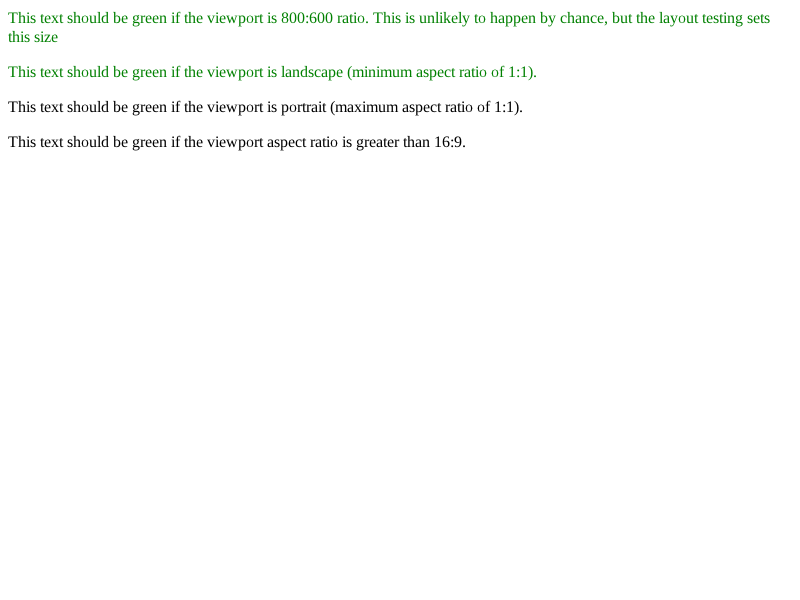 This text should be green if the viewport is 800:600 ratio. This is unlikely to happen by chance, but the layout testing sets
this size
This text should be green if the viewport is landscape (minimum aspect ratio of 1:1).
This text should be green if the viewport is portrait (maximum aspect ratio of 1:1).
This text should be green if the viewport aspect ratio is greater than 16:9.